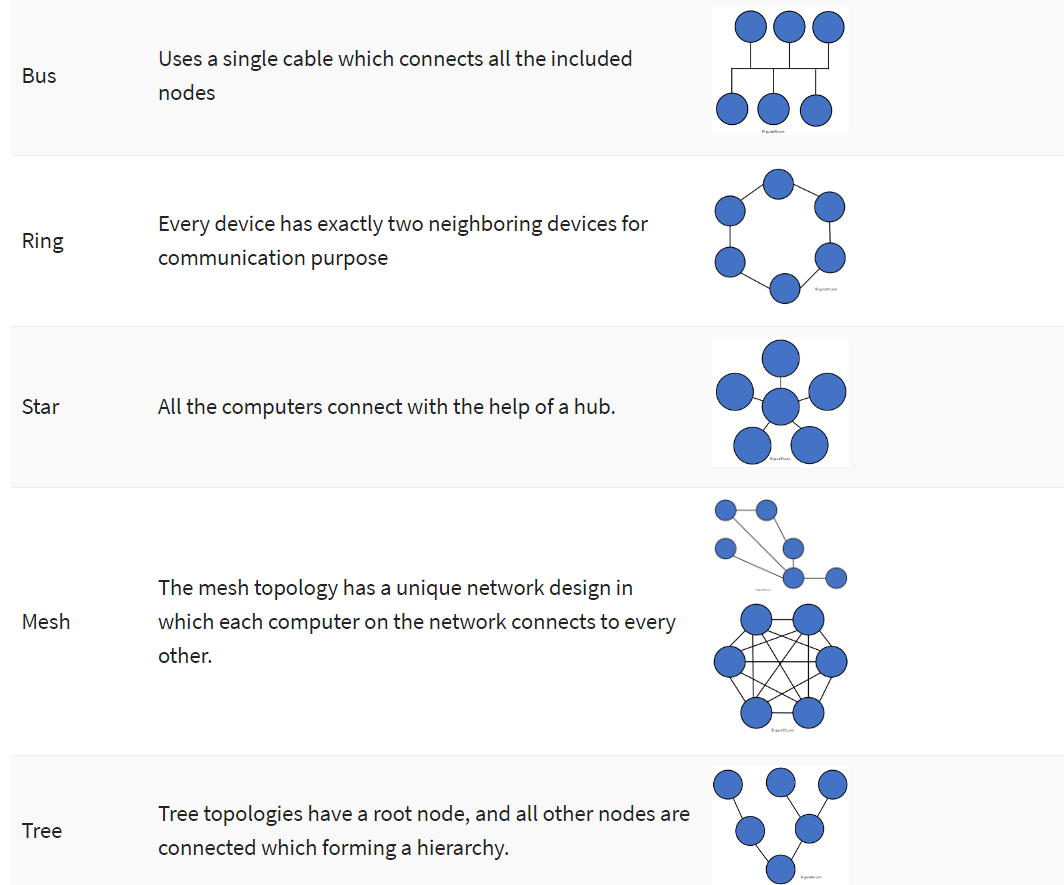 Bus
Uses a single cable which connects all the included
nodes
Ring
Every device has exactly two neighboring devices for
communication purpose
Star
All the computers connect with the help of a hub.
Mesh
The mesh topology has a unique network design in
which each computer on the network connects to every
other.
Tree
Tree topologies have a root node, and all other nodes are
connected which forming a hierarchy.